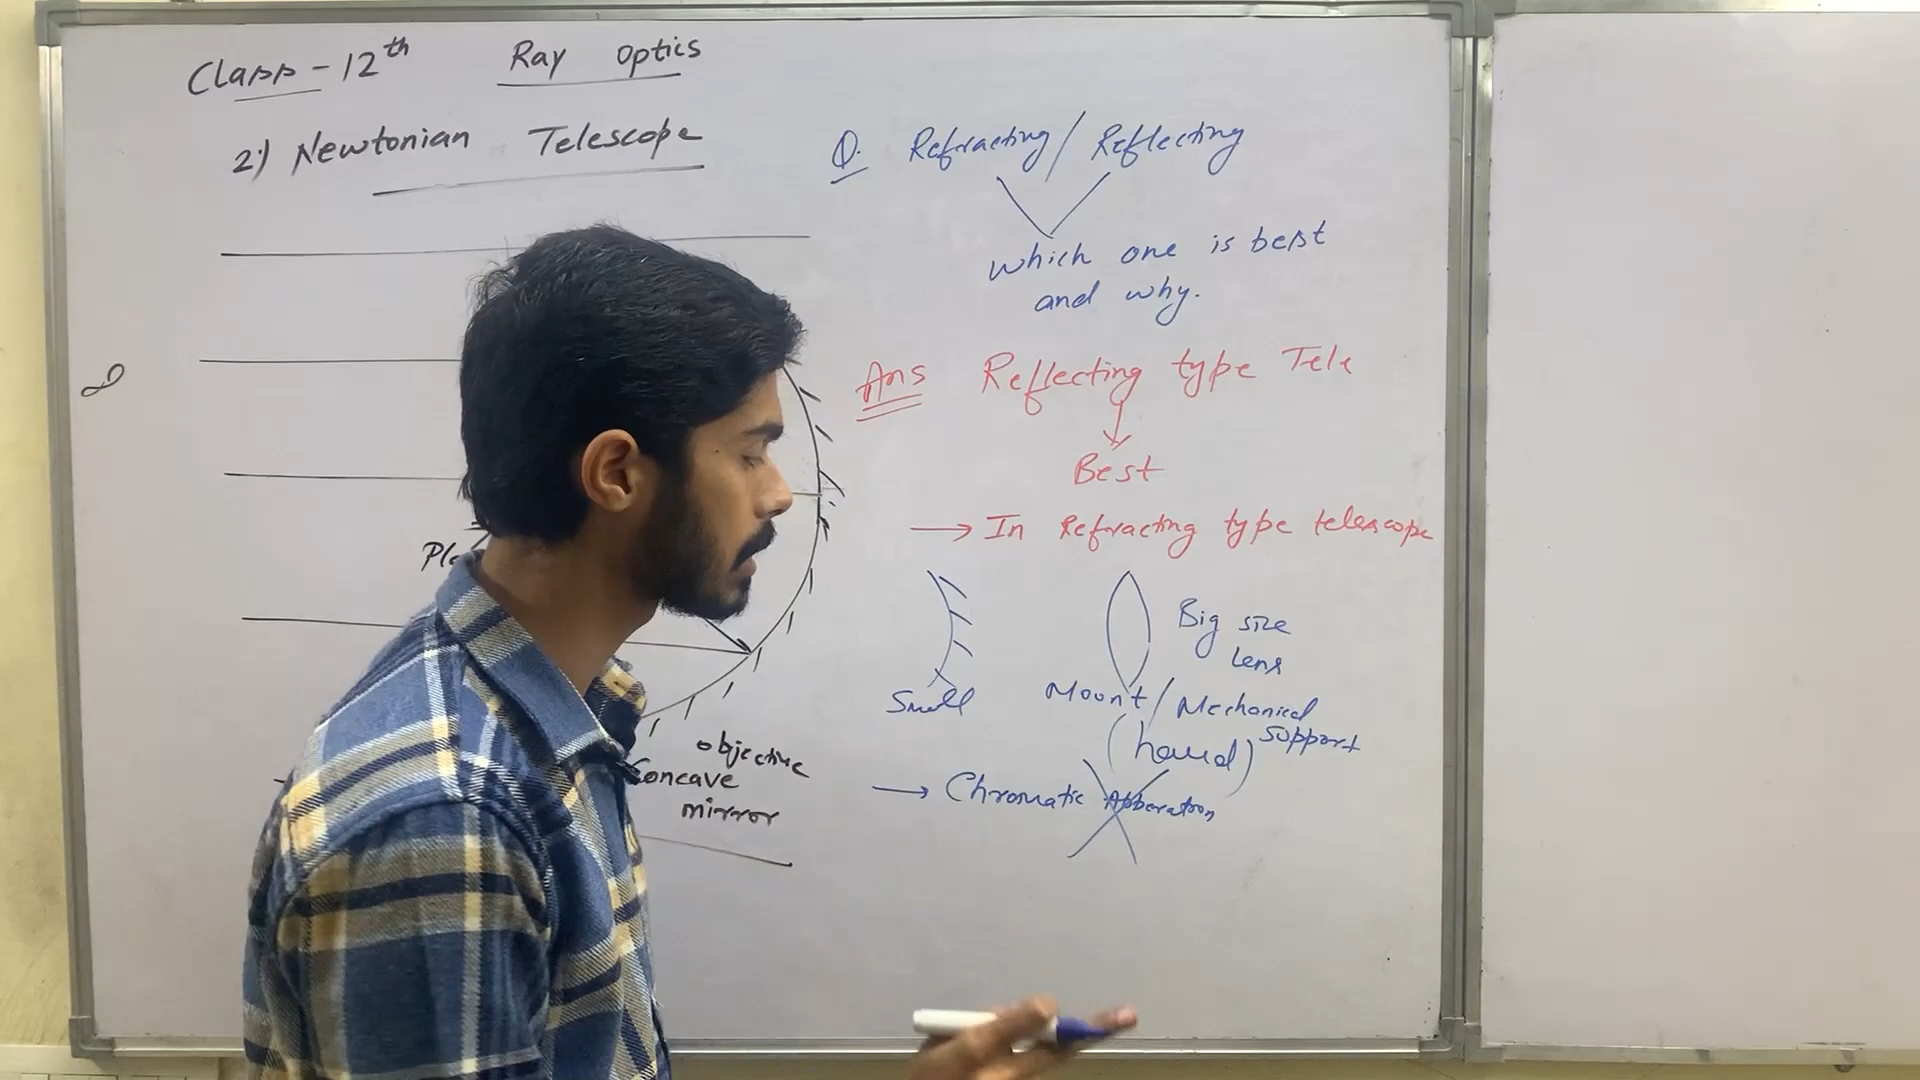 Class - 12th Ray Optics
2.) Newtonian Telescope
∞
objective
Concave
mirror
Q. Refracting / Reflecting
which one is best
and why.
Ans Reflecting type Tele
Best
→ In Refracting type telescope
Small
Big size
Lens
Mount / Mechanical
support
(hard)
→ Chromatic Abberation